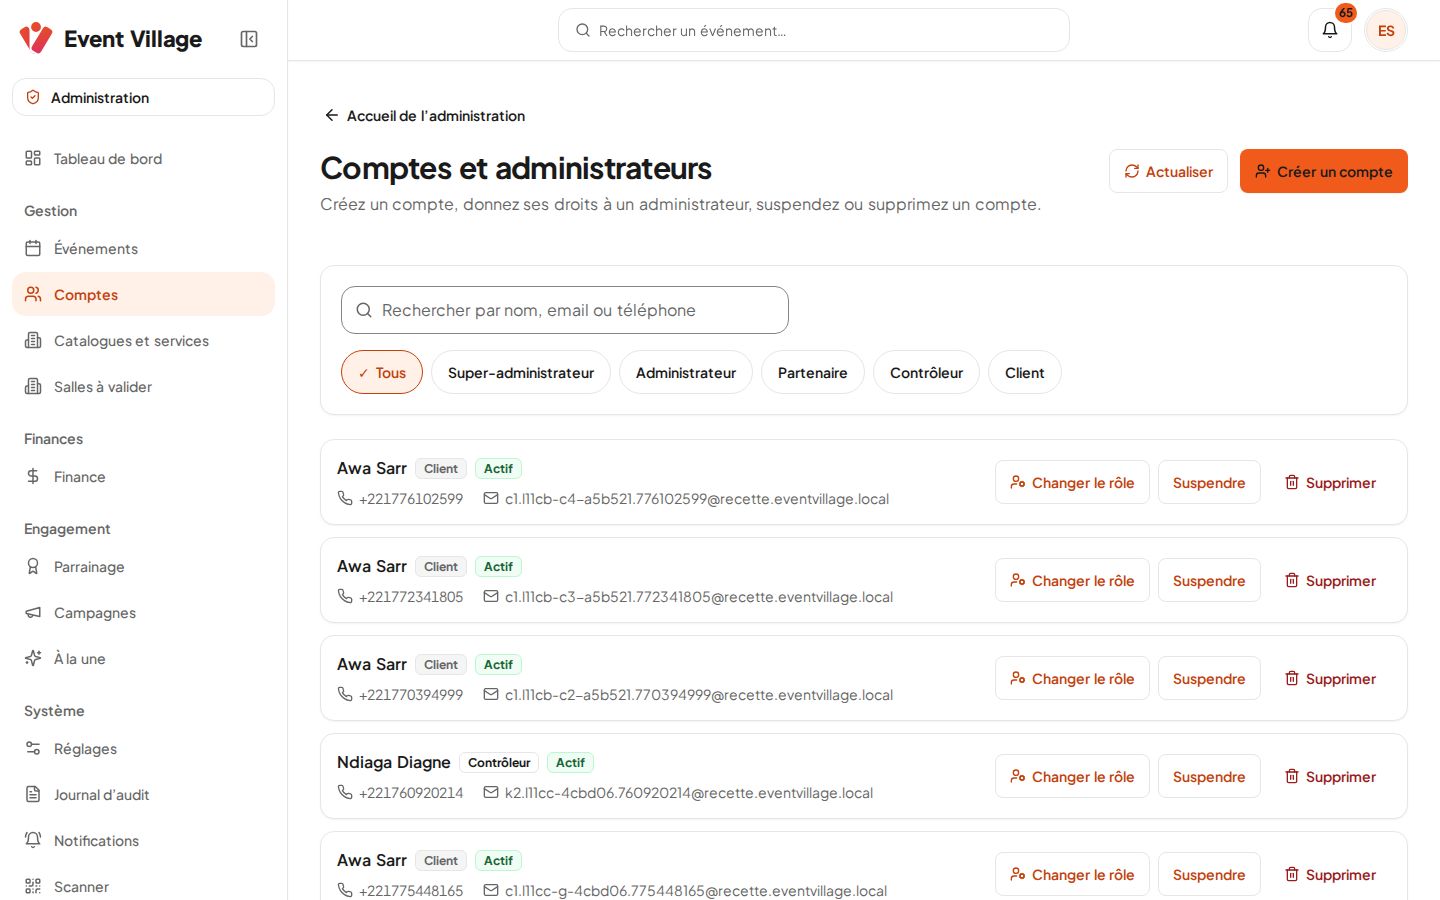 Event Village
Rechercher un événement…
65
ES
Administration
Tableau de bord
Gestion
Événements
Comptes
Catalogues et services
Salles à valider
Finances
Finance
Engagement
Parrainage
Campagnes
À la une
Système
Réglages
Journal d’audit
Notifications
Scanner
Accueil de l’administration
Comptes et administrateurs
Créez un compte, donnez ses droits à un administrateur, suspendez ou supprimez un compte.
Actualiser
Créer un compte
Rechercher par nom, email ou téléphone
✓ Tous
Super-administrateur
Administrateur
Partenaire
Contrôleur
Client
Awa Sarr Client Actif
+221776102599 c1.l11cb-c4-a5b521.776102599@recette.eventvillage.local
Changer le rôle Suspendre Supprimer
Awa Sarr Client Actif
+221772341805 c1.l11cb-c3-a5b521.772341805@recette.eventvillage.local
Changer le rôle Suspendre Supprimer
Awa Sarr Client Actif
+221770394999 c1.l11cb-c2-a5b521.770394999@recette.eventvillage.local
Changer le rôle Suspendre Supprimer
Ndiaga Diagne Contrôleur Actif
+221760920214 k2.l11cc-4cbd06.760920214@recette.eventvillage.local
Changer le rôle Suspendre Supprimer
Awa Sarr Client Actif
+221775448165 c1.l11cc-g-4cbd06.775448165@recette.eventvillage.local
Changer le rôle Suspendre Supprimer